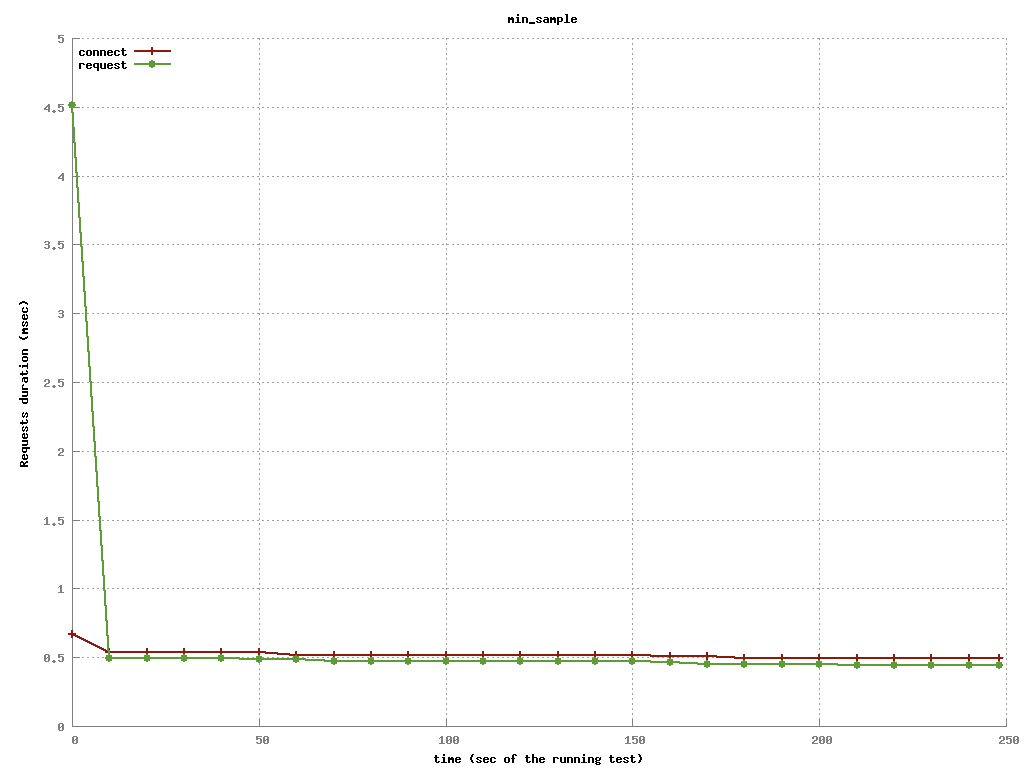 min_sample
connect
request
5
4.5
4
3.5
3
2.5
2
1.5
1
0.5
0
Requests duration (msec)
0 50 100 150 200 250
time (sec of the running test)